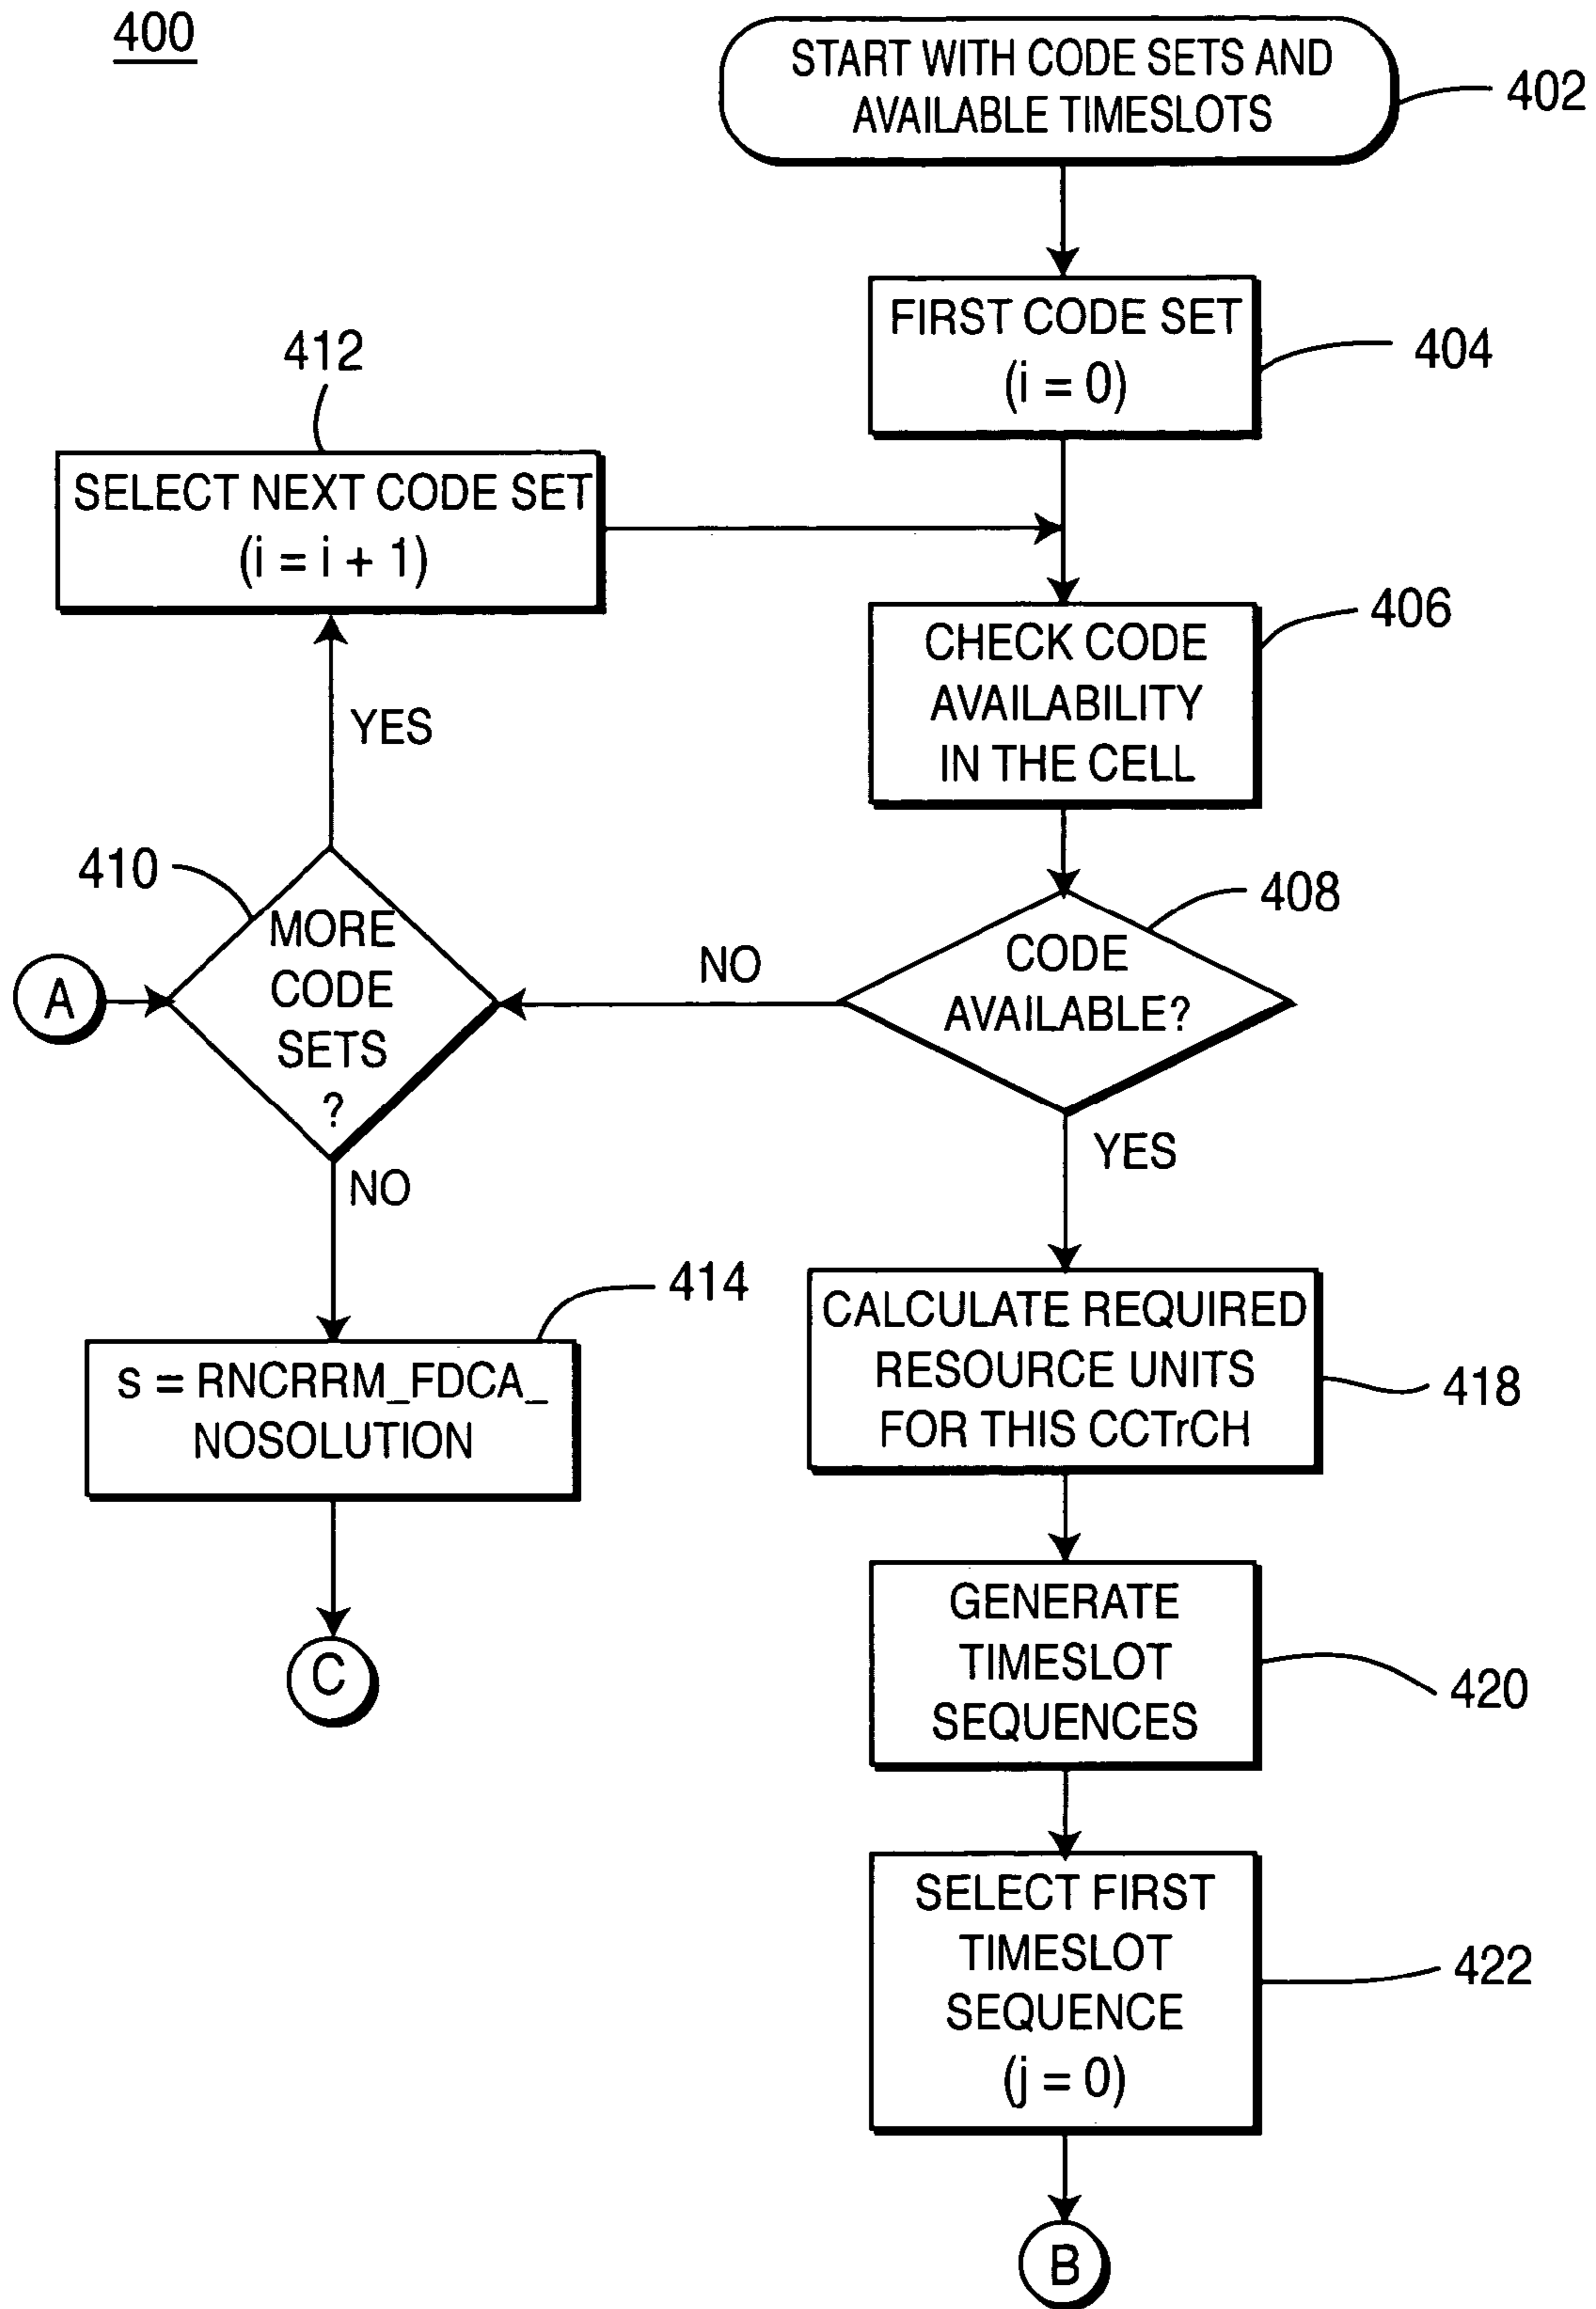 400
START WITH CODE SETS AND
AVAILABLE TIMESLOTS
402
FIRST CODE SET
(i = 0)
404
412
SELECT NEXT CODE SET
(i = i + 1)
CHECK CODE
AVAILABILITY
IN THE CELL
406
YES
410
MORE
CODE
SETS
?
A
NO
CODE
AVAILABLE?
408
YES
NO
414
s = RNCRRM_FDCA_
NOSOLUTION
C
CALCULATE REQUIRED
RESOURCE UNITS
FOR THIS CCTrCH
418
GENERATE
TIMESLOT
SEQUENCES
420
SELECT FIRST
TIMESLOT
SEQUENCE
(j = 0)
422
B